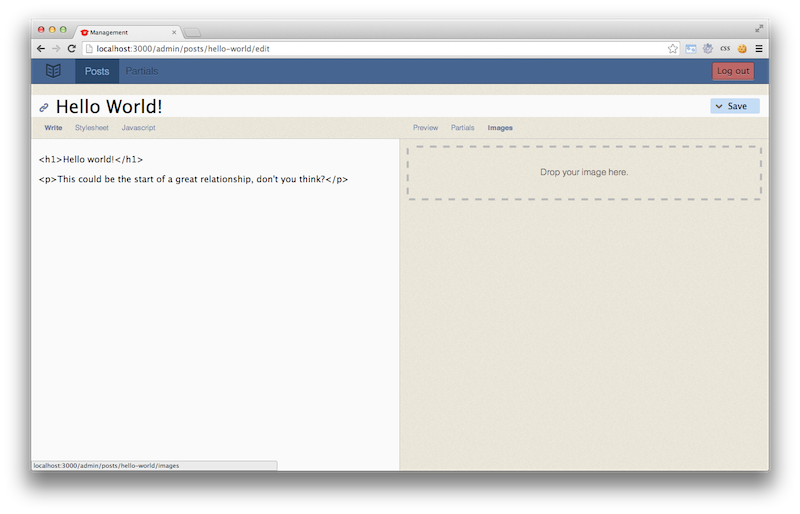 Management
localhost:3000/admin/posts/hello-world/edit
CSS
Posts Partials Log out
Hello World! Save
Write Stylesheet Javascript Preview Partials Images
<h1>Hello world!</h1>
Drop your image here.
<p>This could be the start of a great relationship, don't you think?</p>
localhost:3000/admin/posts/hello-world/images